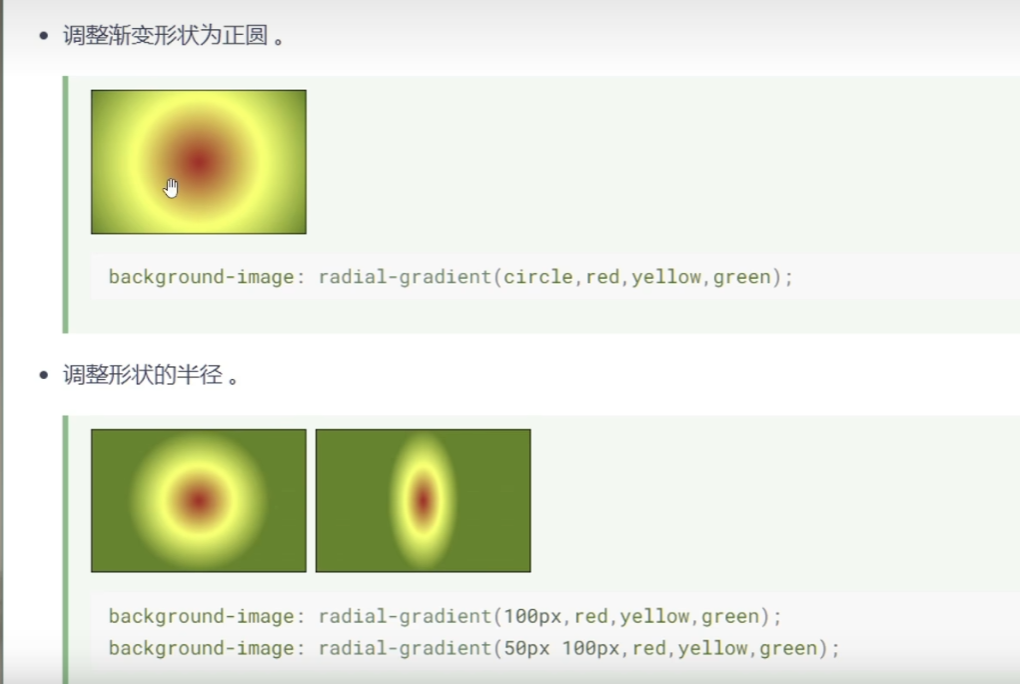 调整渐变形状为正圆 。
background-image: radial-gradient(circle,red,yellow,green);
调整形状的半径 。
background-image: radial-gradient(100px,red,yellow,green);
background-image: radial-gradient(50px 100px,red,yellow,green);